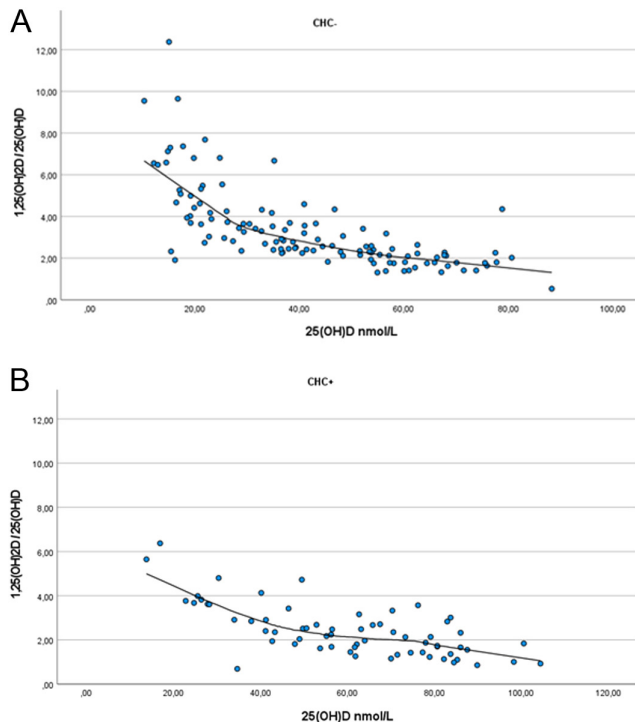 A
CHC-
12,00
10,00
8,00
6,00
4,00
2,00
,00
1,25(OH)2D/25(OH)D
,00 20,00 40,00 60,00 80,00 100,00
25(OH)D nmol/L
B
CHC+
12,00
10,00
8,00
6,00
4,00
2,00
,00
1,25(OH)2D/25(OH)D
,00 20,00 40,00 60,00 80,00 100,00 120,00
25(OH)D nmol/L